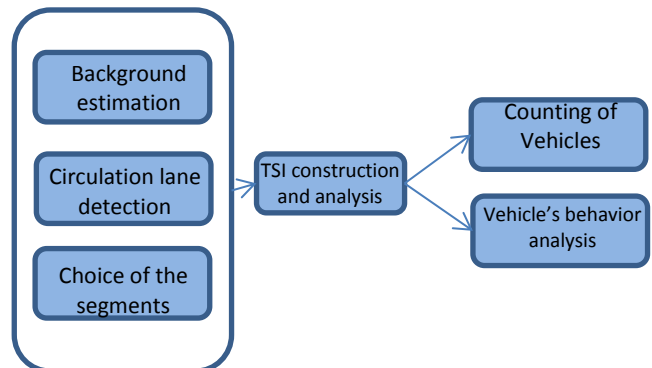 Background
estimation
Circulation lane
detection
Choice of the
segments
TSI construction
and analysis
Counting of
Vehicles
Vehicle's behavior
analysis